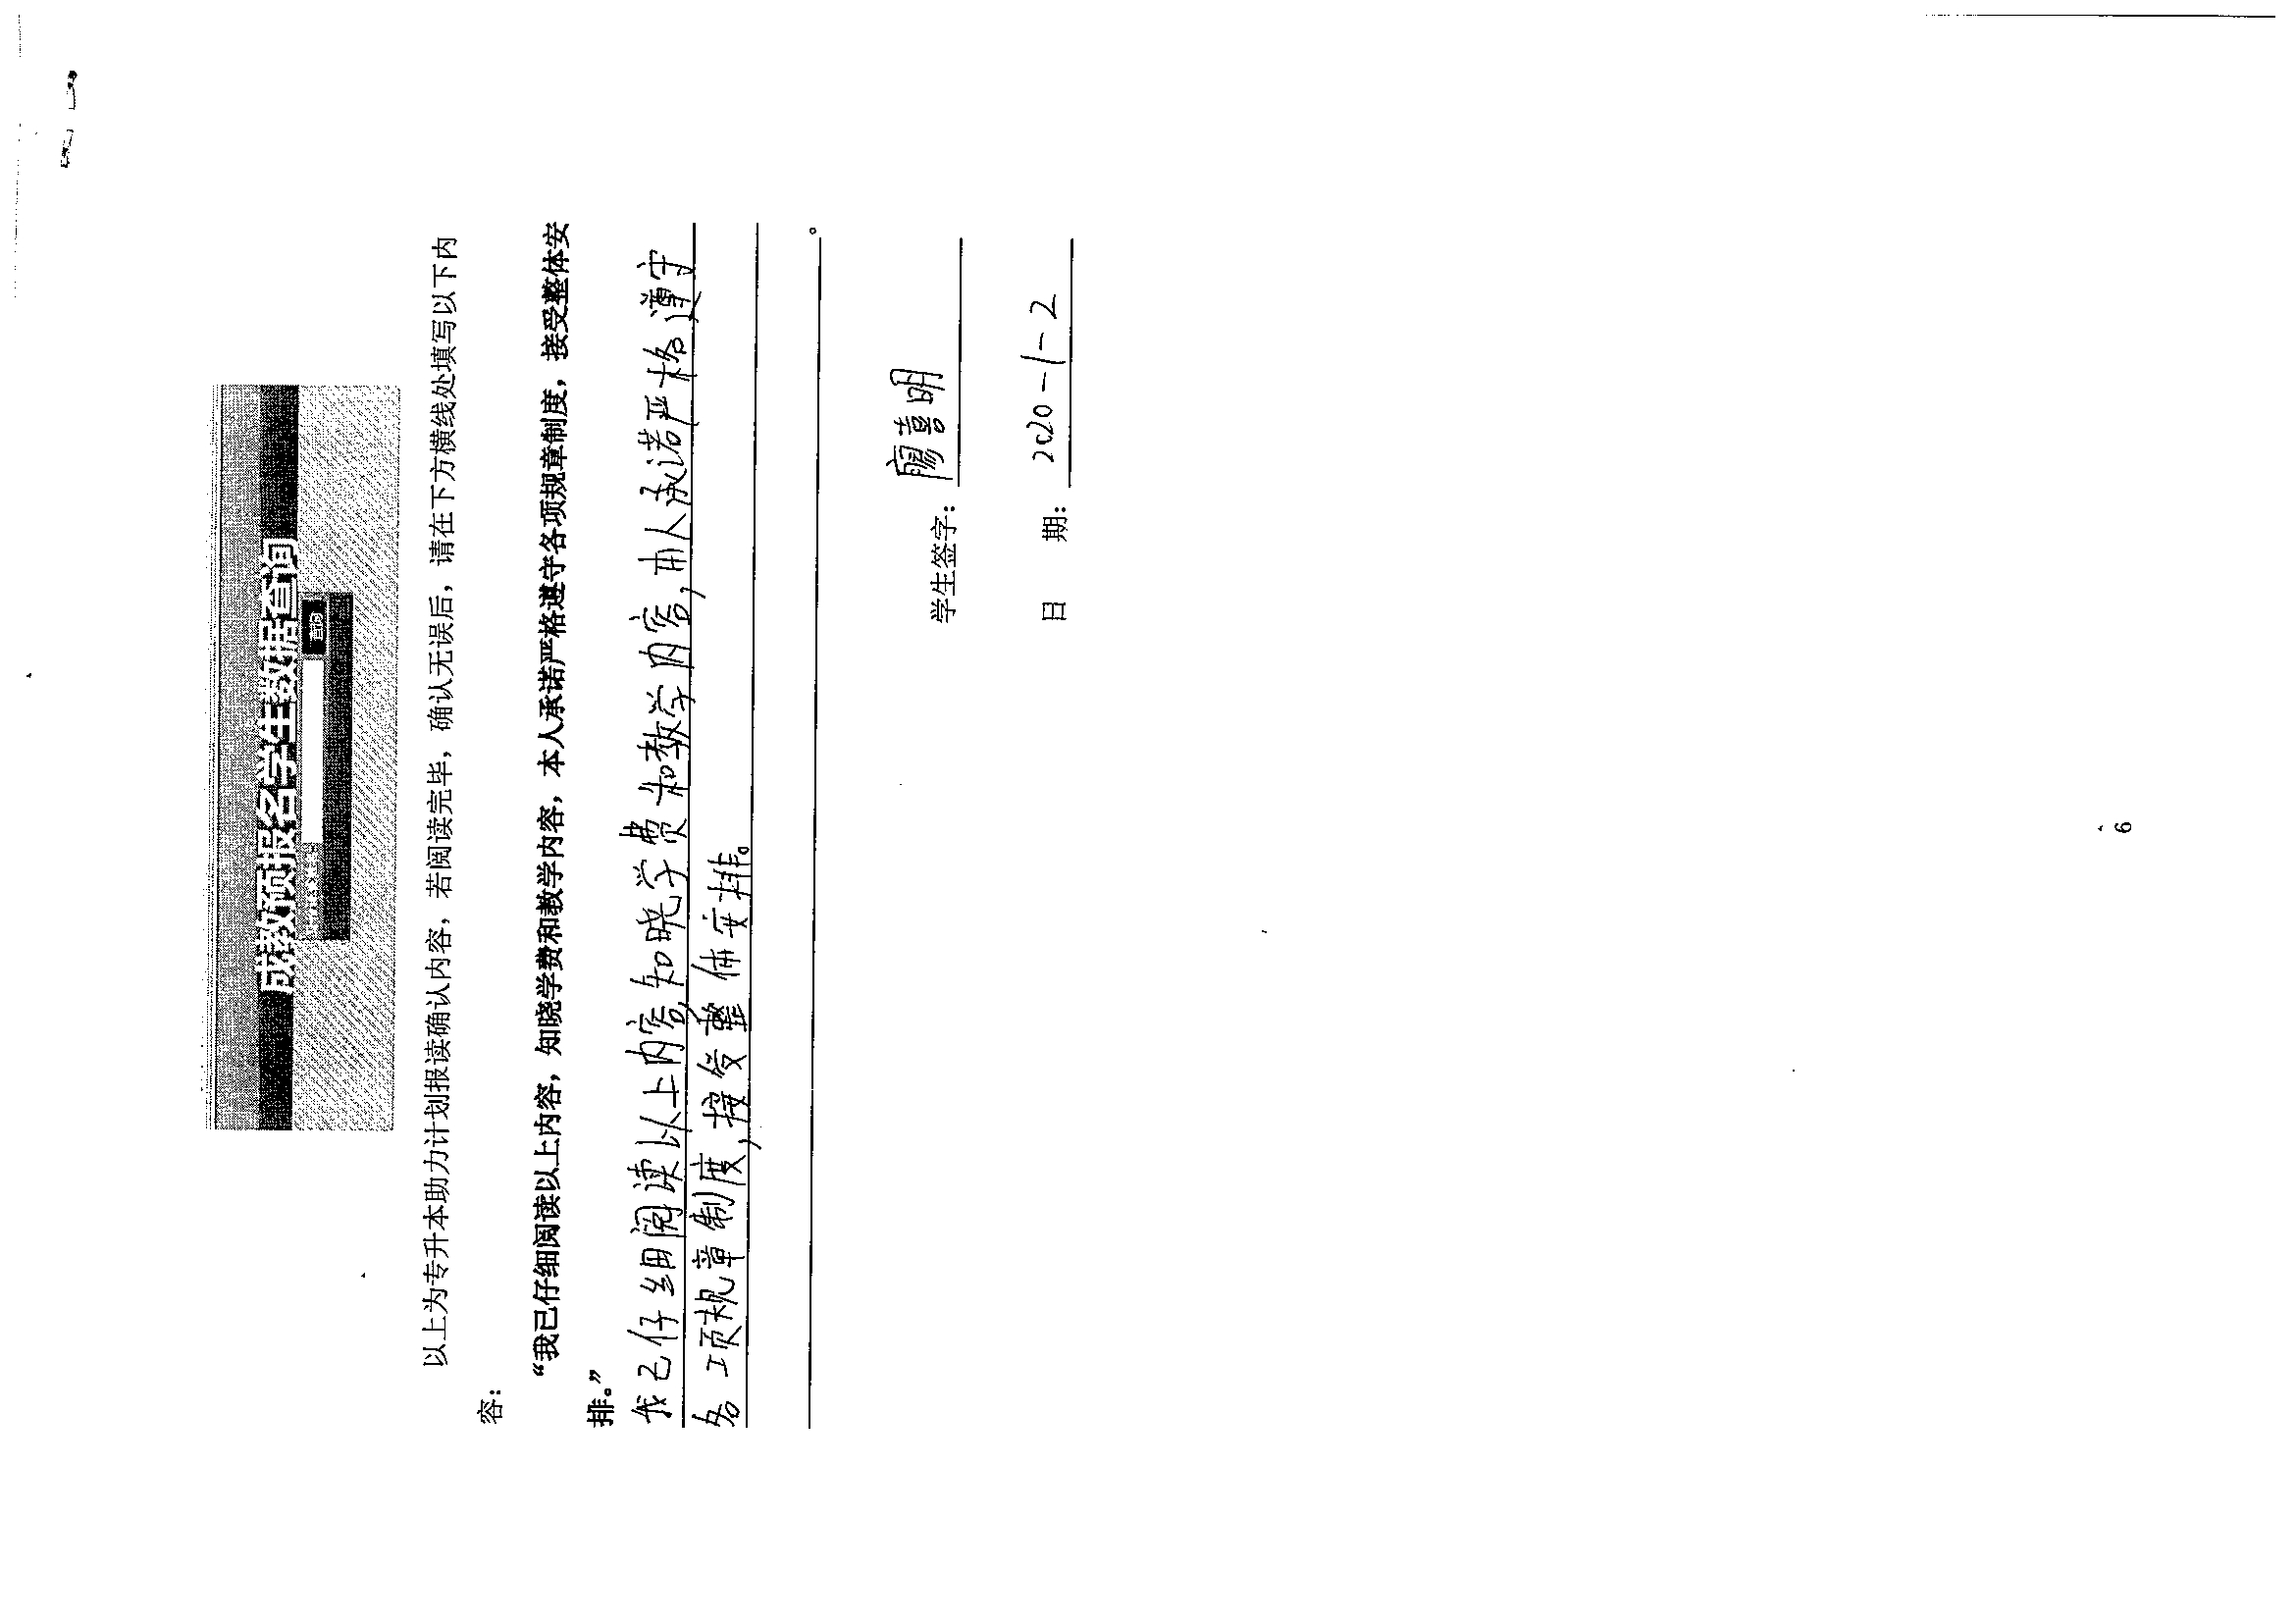 成教预报名学生数据查询
查询
以上为专升本助力计划报读确认内容，若阅读完毕，确认无误后，请在下方横线处填写以下内
容：
“我已仔细阅读以上内容，知晓学费和教学内容，本人承诺严格遵守各项规章制度，接受整体安
排。”
我已仔细阅读以上内容,知晓学费和教学内容,本人承诺严格遵守
各项规章制度,接受整体安排。
。
学生签字：廖喜明
日 期：2020-1-2
6